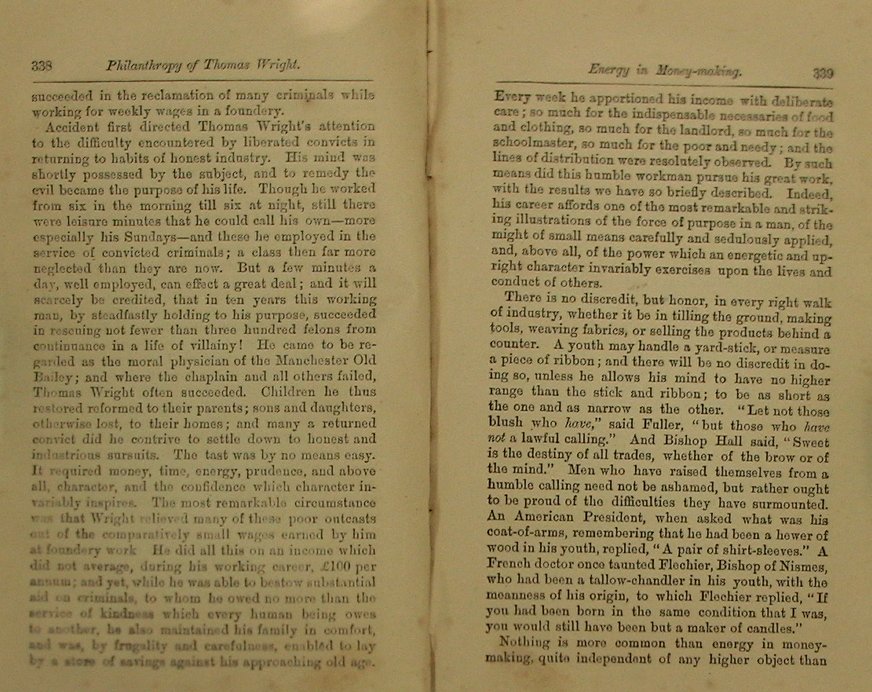 338 Philanthropy of Thomas Wright.
succeeded in the reclamation of many criminals while
working for weekly wages in a foundery.
Accident first directed Thomas Wright's attention
to the difficulty encountered by liberated convicts in
returning to habits of honest industry. His mind was
shortly possessed by the subject, and to remedy the
evil became the purpose of his life. Though he worked
from six in the morning till six at night, still there
were leisure minutes that he could call his own—more
especially his Sundays—and these he employed in the
service of convicted criminals; a class then far more
neglected than they are now. But a few minutes a
day, well employed, can effect a great deal; and it will
scarcely be credited, that in ten years this working
man, by steadfastly holding to his purpose, succeeded
in rescuing not fewer than three hundred felons from
continuance in a life of villainy! He came to be re-
garded as the moral physician of the Manchester Old
Bailey; and where the chaplain and all others failed,
Thomas Wright often succeeded. Children he thus
restored reformed to their parents; sons and daughters,
otherwise lost, to their homes; and many a returned
convict did he contrive to settle down to honest and
industrious sursuits. The tast was by no means easy.
It required money, time, energy, prudence, and above
all, character, and the confidence which character in-
variably inspires. The most remarkable circumstance
was that Wright relieved many of these poor outcasts
out of the comparatively small wages earned by him
at foundery work. He did all this on an income which
did not average, during his working career, £100 per
annum; and yet, while he was able to bestow substantial
aid on criminals, to whom he owed no more than the
service of kindness which every human being owes
to another, he also maintained his family in comfort,
and was, by frugality and carefulness, enabled to lay
by a store of savings against his approaching old age.
Energy in Money-making. 339
Every week he apportioned his income with deliberate
care; so much for the indispensable necessaries of food
and clothing, so much for the landlord, so much for the
schoolmaster, so much for the poor and needy; and the
lines of distribution were resolutely observed. By such
means did this humble workman pursue his great work,
with the results we have so briefly described. Indeed,
his career affords one of the most remarkable and strik-
ing illustrations of the force of purpose in a man, of the
might of small means carefully and sedulously applied,
and, above all, of the power which an energetic and up-
right character invariably exercises upon the lives and
conduct of others.
There is no discredit, but honor, in every right walk
of industry, whether it be in tilling the ground, making
tools, weaving fabrics, or selling the products behind a
counter. A youth may handle a yard-stick, or measure
a piece of ribbon; and there will be no discredit in do-
ing so, unless he allows his mind to have no higher
range than the stick and ribbon; to be as short as
the one and as narrow as the other. "Let not those
blush who have," said Fuller, "but those who have
not a lawful calling." And Bishop Hall said, "Sweet
is the destiny of all trades, whether of the brow or of
the mind." Men who have raised themselves from a
humble calling need not be ashamed, but rather ought
to be proud of the difficulties they have surmounted.
An American President, when asked what was his
coat-of-arms, remembering that he had been a hewer of
wood in his youth, replied, "A pair of shirt-sleeves." A
French doctor once taunted Flechier, Bishop of Nismes,
who had been a tallow-chandler in his youth, with the
meanness of his origin, to which Flechier replied, "If
you had been born in the same condition that I was,
you would still have been but a maker of candles."
Nothing is more common than energy in money-
making, quite independent of any higher object than